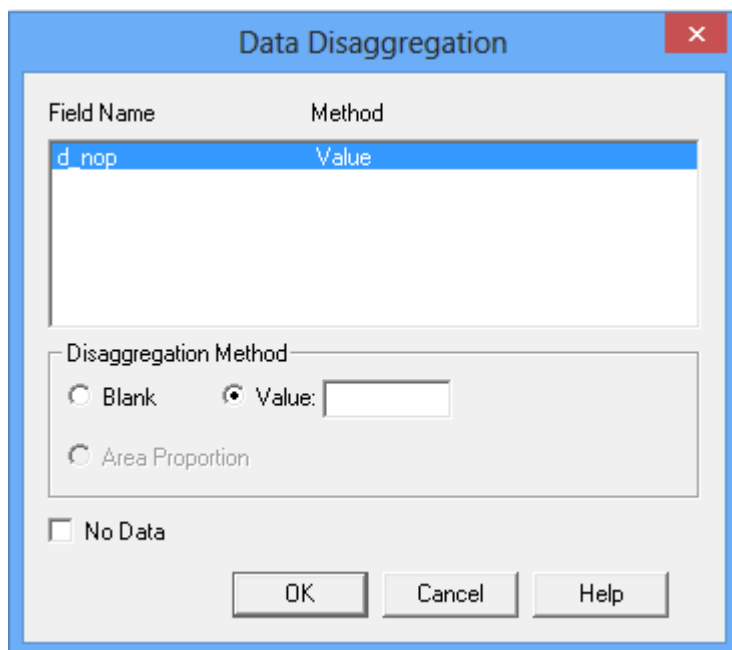 Data Disaggregation
Field Name Method
d_nop Value
Disaggregation Method
Blank Value:
Area Proportion
No Data
OK Cancel Help